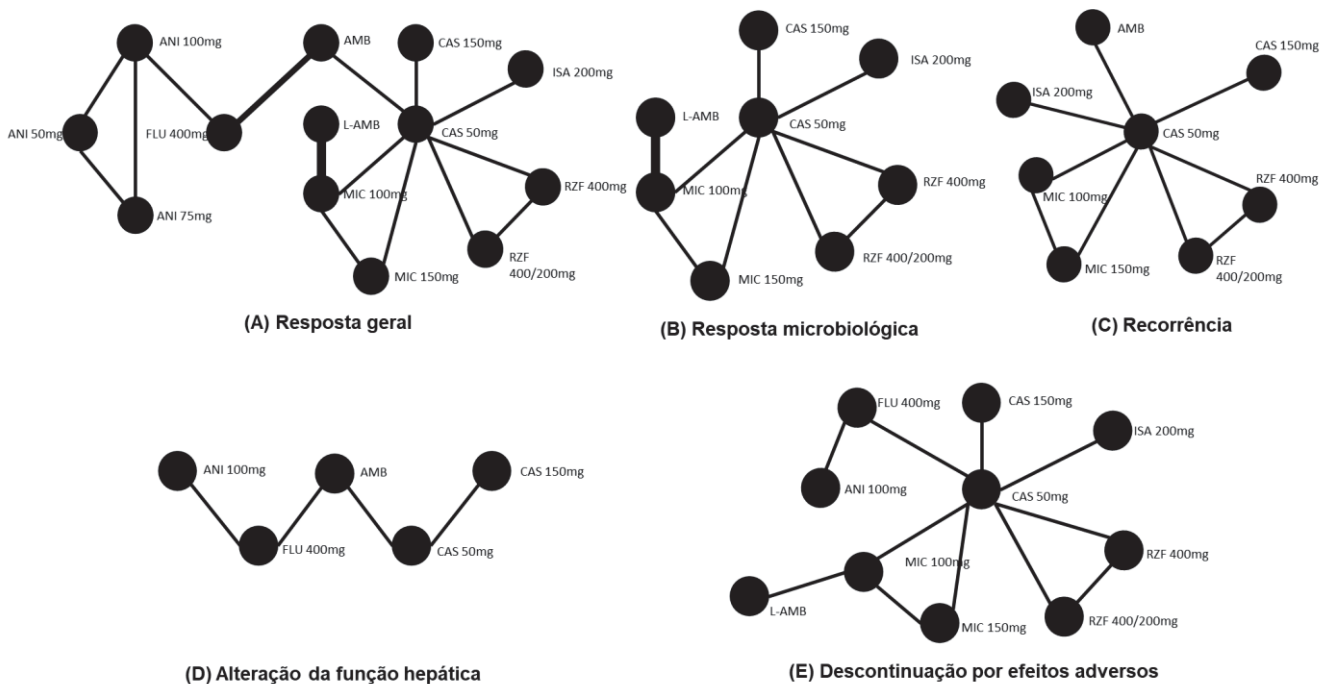 ANI 100mg
AMB
CAS 150mg
ISA 200mg
ANI 50mg
FLU 400mg
L-AMB
CAS 50mg
MIC 100mg
RZF 400mg
ANI 75mg
RZF
400/200mg
MIC 150mg
(A) Resposta geral
CAS 150mg
ISA 200mg
L-AMB
CAS 50mg
MIC 100mg
RZF 400mg
RZF 400/200mg
MIC 150mg
(B) Resposta microbiológica
AMB
CAS 150mg
ISA 200mg
CAS 50mg
MIC 100mg
RZF 400mg
MIC 150mg
RZF
400/200mg
(C) Recorrência
ANI 100mg
AMB
CAS 150mg
FLU 400mg
CAS 50mg
(D) Alteração da função hepática
FLU 400mg
CAS 150mg
ISA 200mg
ANI 100mg
CAS 50mg
MIC 100mg
RZF 400mg
L-AMB
MIC 150mg
RZF 400/200mg
(E) Descontinuação por efeitos adversos